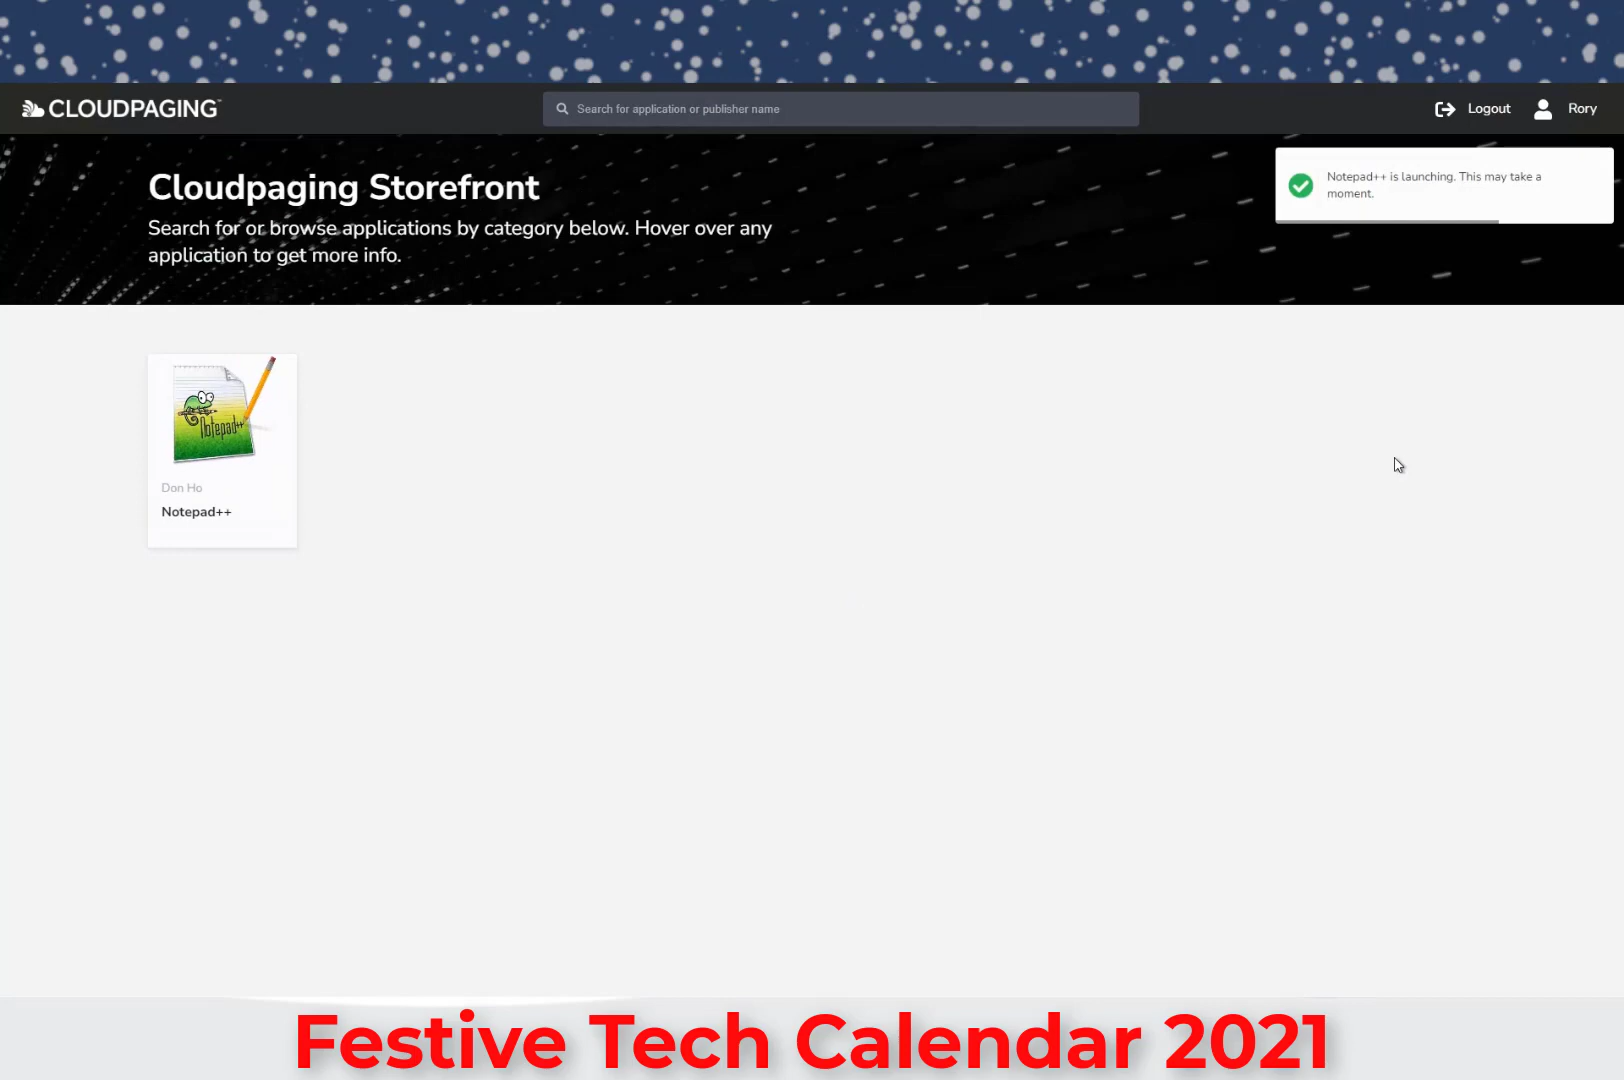 CLOUDPAGING
Search for application or publisher name
Logout
Rory
Cloudpaging Storefront
Search for or browse applications by category below. Hover over any
application to get more info.
Notepad++ is launching. This may take a
moment.
Notepad++
Don Ho
Notepad++
Festive Tech Calendar 2021